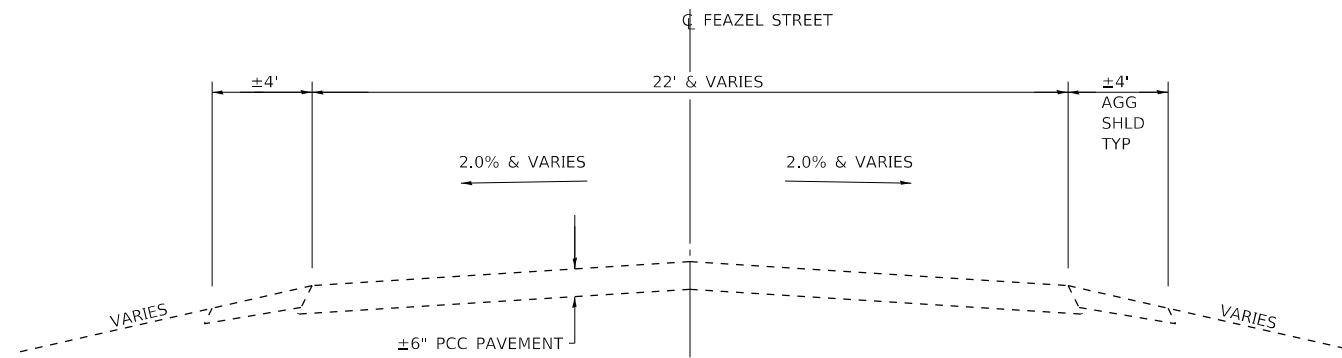 ℄ FEAZEL STREET
±4'
22' & VARIES
±4'
AGG
SHLD
TYP
2.0% & VARIES
2.0% & VARIES
VARIES
VARIES
±6" PCC PAVEMENT